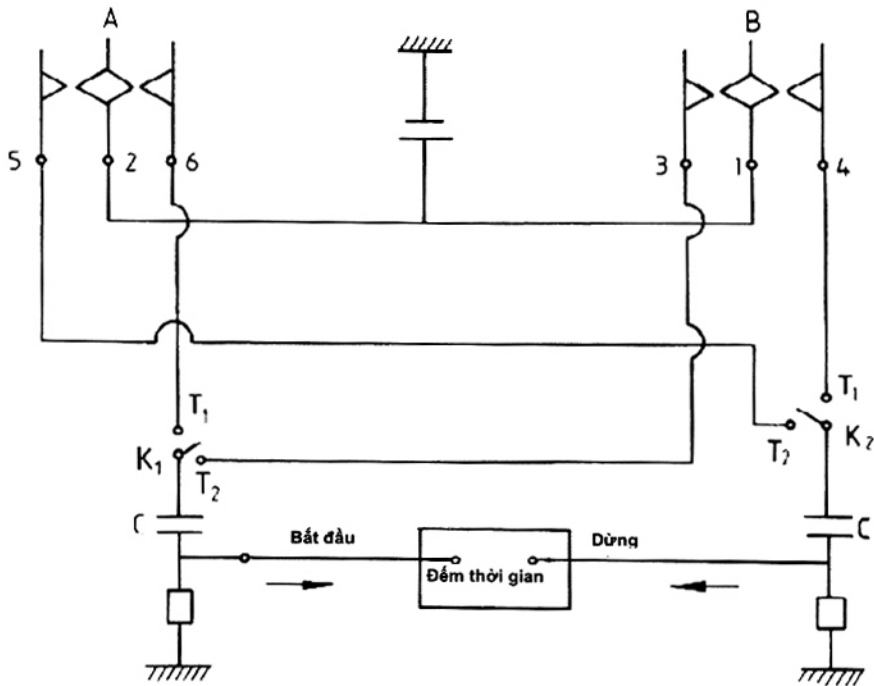 A B
5 2 6 3 1 4
T1 T1
K1 T2 T2 K2
C C
Bắt đầu Dừng
Đếm thời gian